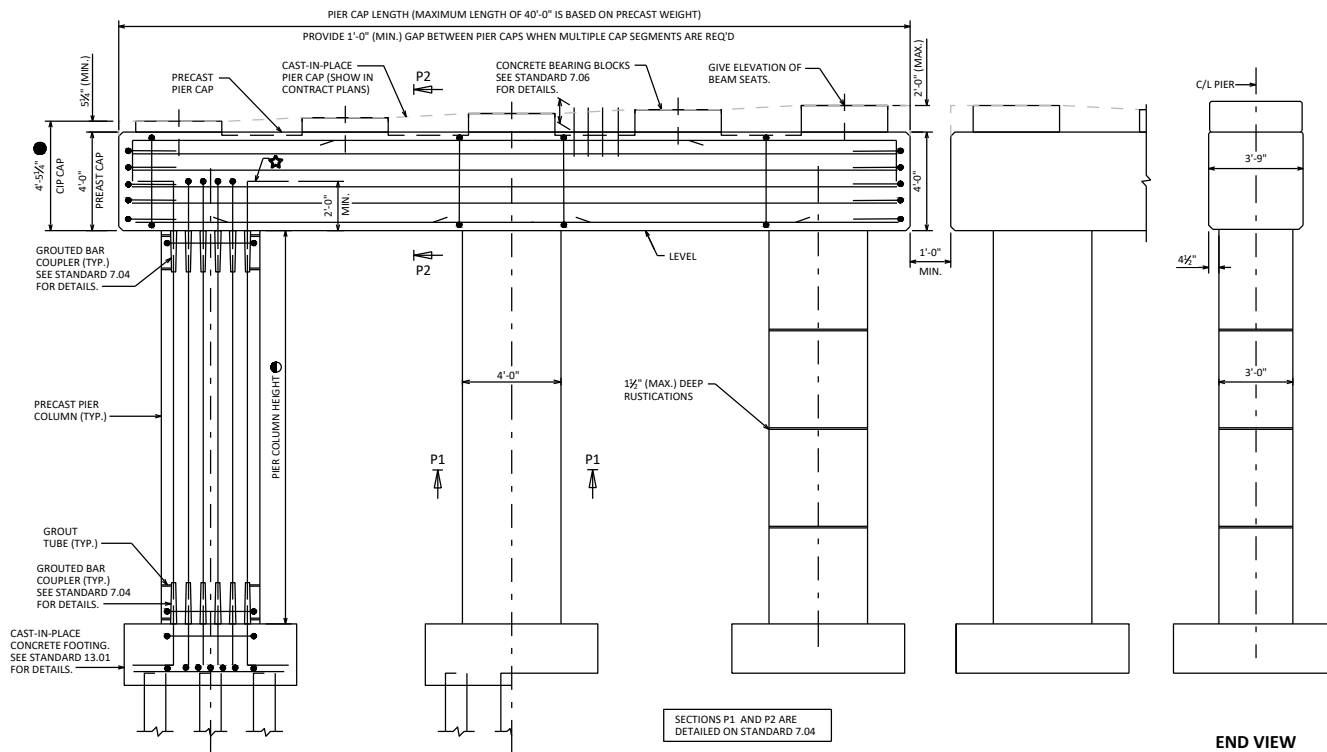 PIER CAP LENGTH (MAXIMUM LENGTH OF 40'-0" IS BASED ON PRECAST WEIGHT)
PROVIDE 1'-0" (MIN.) GAP BETWEEN PIER CAPS WHEN MULTIPLE CAP SEGMENTS ARE REQ'D
5¼" (MIN.)
PRECAST
PIER CAP
CAST-IN-PLACE
PIER CAP (SHOW IN
CONTRACT PLANS)
P2
CONCRETE BEARING BLOCKS
SEE STANDARD 7.06
FOR DETAILS.
GIVE ELEVATION OF
BEAM SEATS.
2'-0" (MAX.)
C/L PIER
4'-5¼"
CIP CAP
4'-0"
PREAST CAP
2'-0"
MIN.
4'-0"
3'-9"
GROUTED BAR
COUPLER (TYP.)
SEE STANDARD 7.04
FOR DETAILS.
P2
LEVEL
1'-0"
MIN.
4½"
PIER COLUMN HEIGHT
4'-0"
1½" (MAX.) DEEP
RUSTICATIONS
3'-0"
PRECAST PIER
COLUMN (TYP.)
P1
P1
GROUT
TUBE (TYP.)
GROUTED BAR
COUPLER (TYP.)
SEE STANDARD 7.04
FOR DETAILS.
CAST-IN-PLACE
CONCRETE FOOTING.
SEE STANDARD 13.01
FOR DETAILS.
SECTIONS P1 AND P2 ARE
DETAILED ON STANDARD 7.04
END VIEW